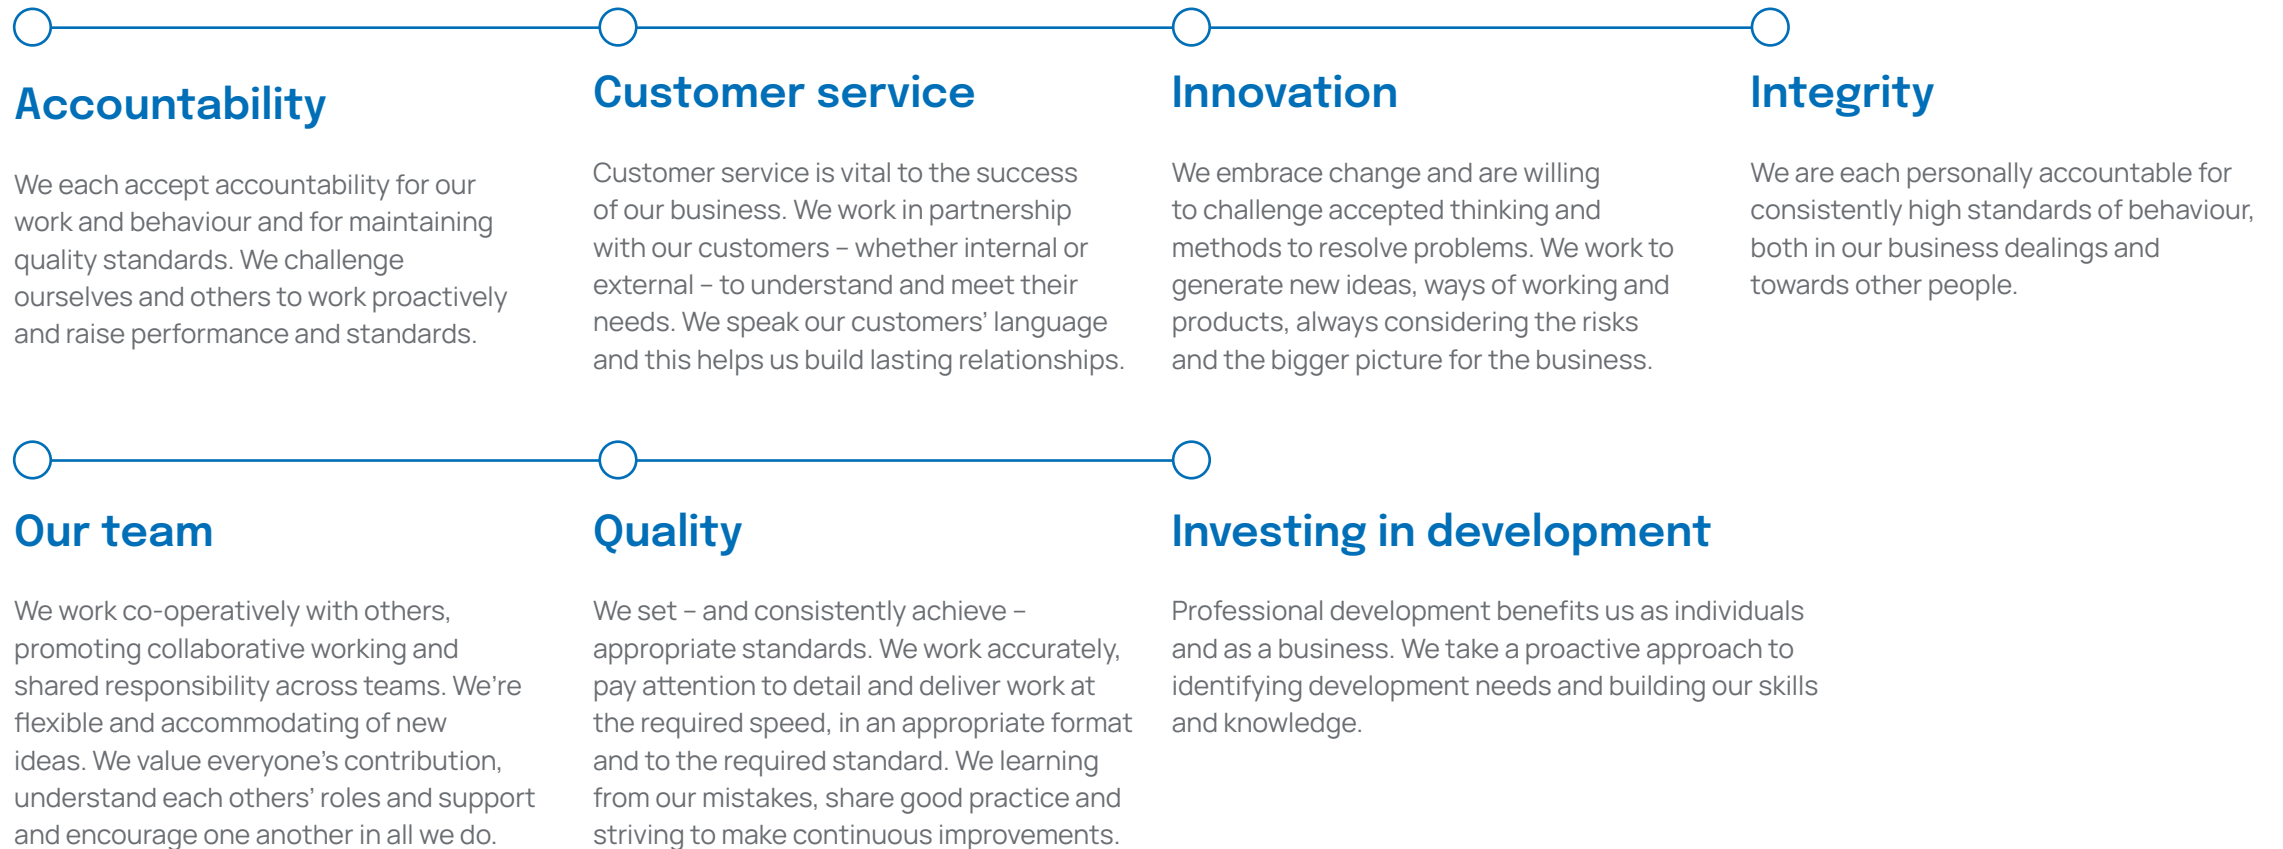 Accountability
We each accept accountability for our
work and behaviour and for maintaining
quality standards. We challenge
ourselves and others to work proactively
and raise performance and standards.
Customer service
Customer service is vital to the success
of our business. We work in partnership
with our customers – whether internal or
external – to understand and meet their
needs. We speak our customers’ language
and this helps us build lasting relationships.
Innovation
We embrace change and are willing
to challenge accepted thinking and
methods to resolve problems. We work to
generate new ideas, ways of working and
products, always considering the risks
and the bigger picture for the business.
Integrity
We are each personally accountable for
consistently high standards of behaviour,
both in our business dealings and
towards other people.
Our team
We work co-operatively with others,
promoting collaborative working and
shared responsibility across teams. We’re
flexible and accommodating of new
ideas. We value everyone’s contribution,
understand each others’ roles and support
and encourage one another in all we do.
Quality
We set – and consistently achieve –
appropriate standards. We work accurately,
pay attention to detail and deliver work at
the required speed, in an appropriate format
and to the required standard. We learning
from our mistakes, share good practice and
striving to make continuous improvements.
Investing in development
Professional development benefits us as individuals
and as a business. We take a proactive approach to
identifying development needs and building our skills
and knowledge.